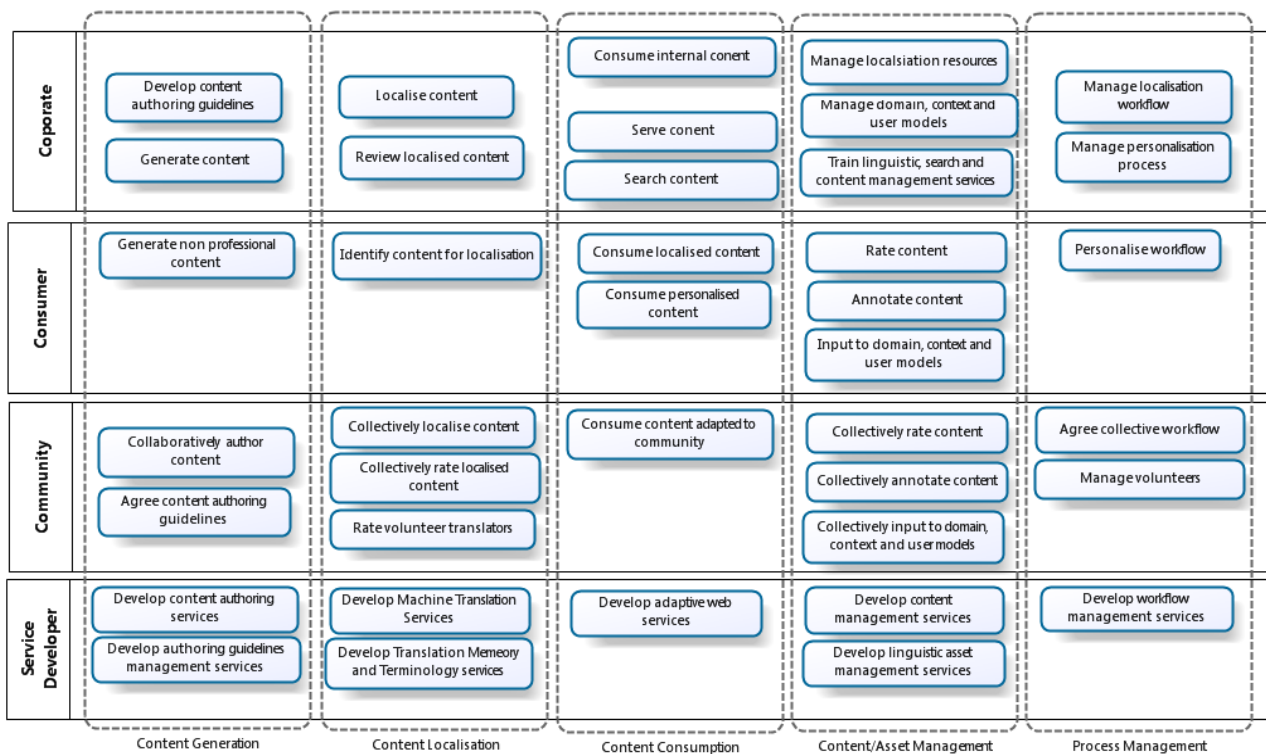 Coporate
Develop content
authoring guidelines
Generate content
Localise content
Review localised content
Consume internal conent
Serve conent
Search content
Manage localsiation resources
Manage domain, context and
user models
Train linguistic, search and
content management services
Manage localisation
workflow
Manage personalisation
process
Consumer
Generate non professional
content
Identify content for localisation
Consume localised content
Consume personalised
content
Rate content
Annotate content
Input to domain, context and
user models
Personalise workflow
Community
Collaboratively author
content
Agree content authoring
guidelines
Collectively localise content
Collectively rate localised
content
Rate volunteer translators
Consume content adapted to
community
Collectively rate content
Collectively annotate content
Collectively input to domain,
context and user models
Agree collective workflow
Manage volunteers
Service
Developer
Develop content authoring
services
Develop authoring guidelines
management services
Develop Machine Translation
Services
Develop Translation Memeory
and Terminology services
Develop adaptive web
services
Develop content
management services
Develop linguistic asset
management services
Develop workflow
management services
Content Generation
Content Localisation
Content Consumption
Content/Asset Management
Process Management